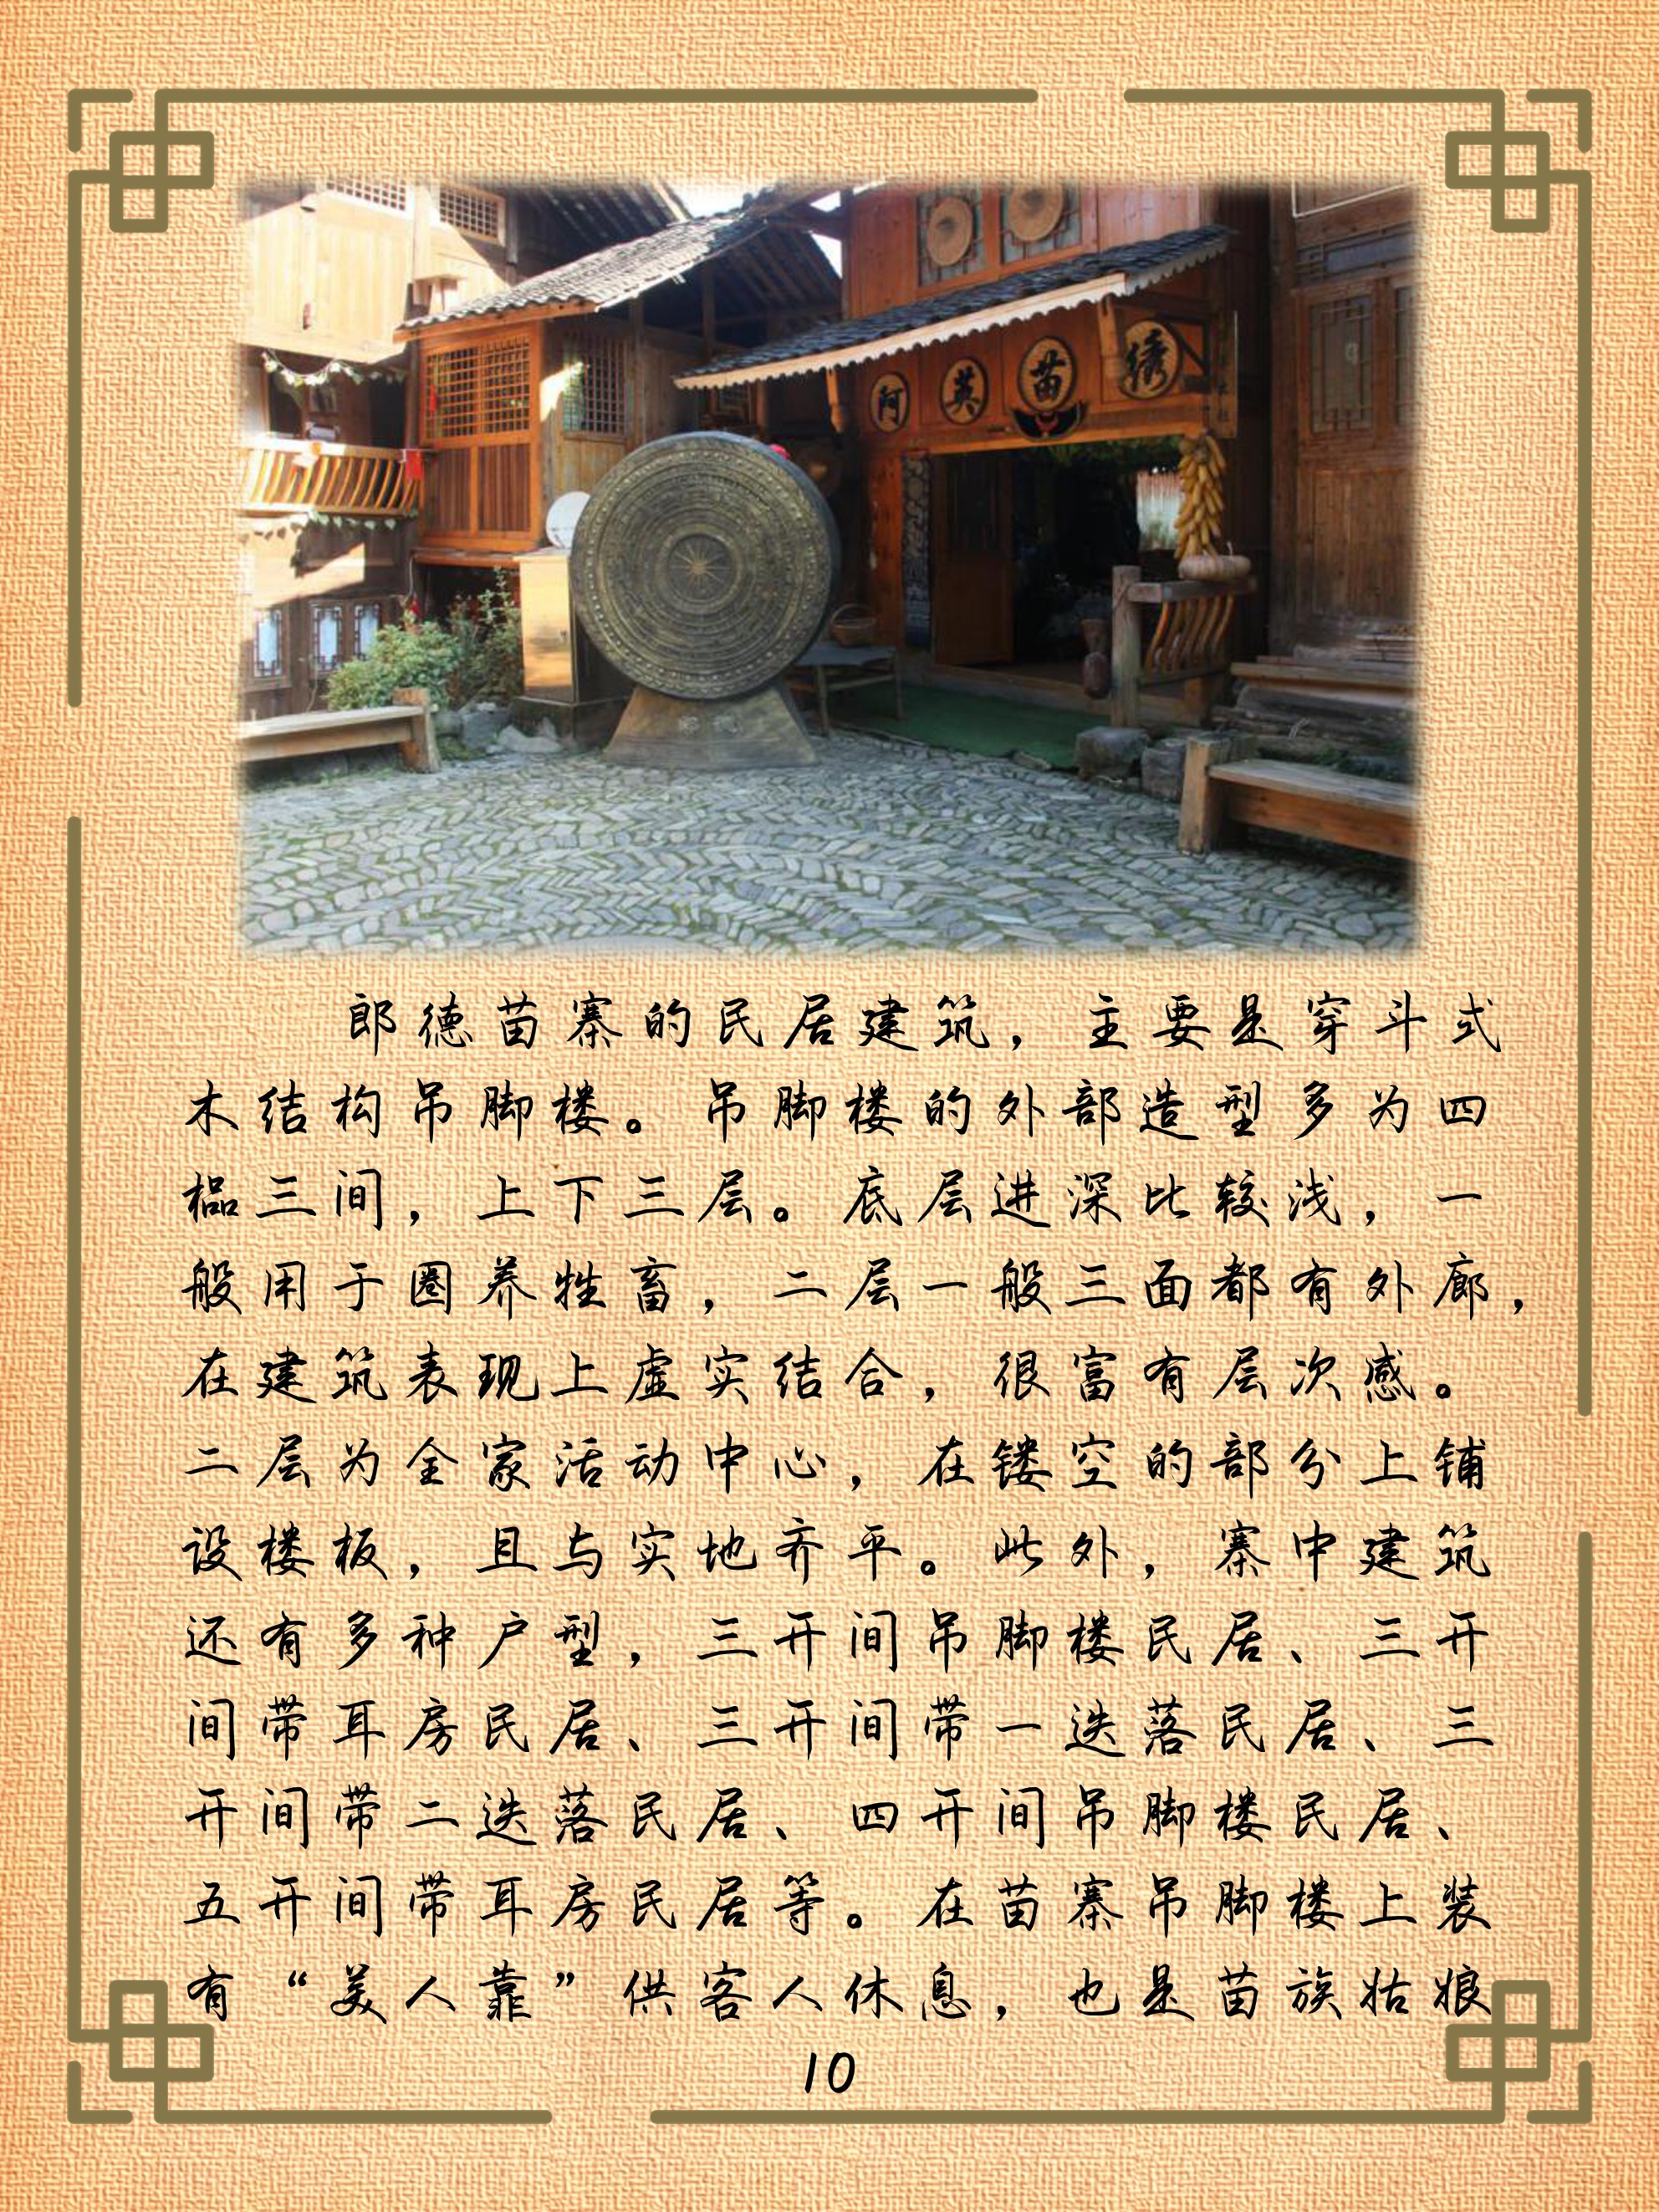 阿英苗绣
郎德苗寨的民居建筑，主要是穿斗式
木结构吊脚楼。吊脚楼的外部造型多为四
榀三间，上下三层。底层进深比较浅，一
般用于圈养牲畜，二层一般三面都有外廊，
在建筑表现上虚实结合，很富有层次感。
二层为全家活动中心，在镂空的部分上铺
设楼板，且与实地齐平。此外，寨中建筑
还有多种户型，三开间吊脚楼民居、三开
间带耳房民居、三开间带一迭落民居、三
开间带二迭落民居、四开间吊脚楼民居、
五开间带耳房民居等。在苗寨吊脚楼上装
有“美人靠”供客人休息，也是苗族姑娘
10